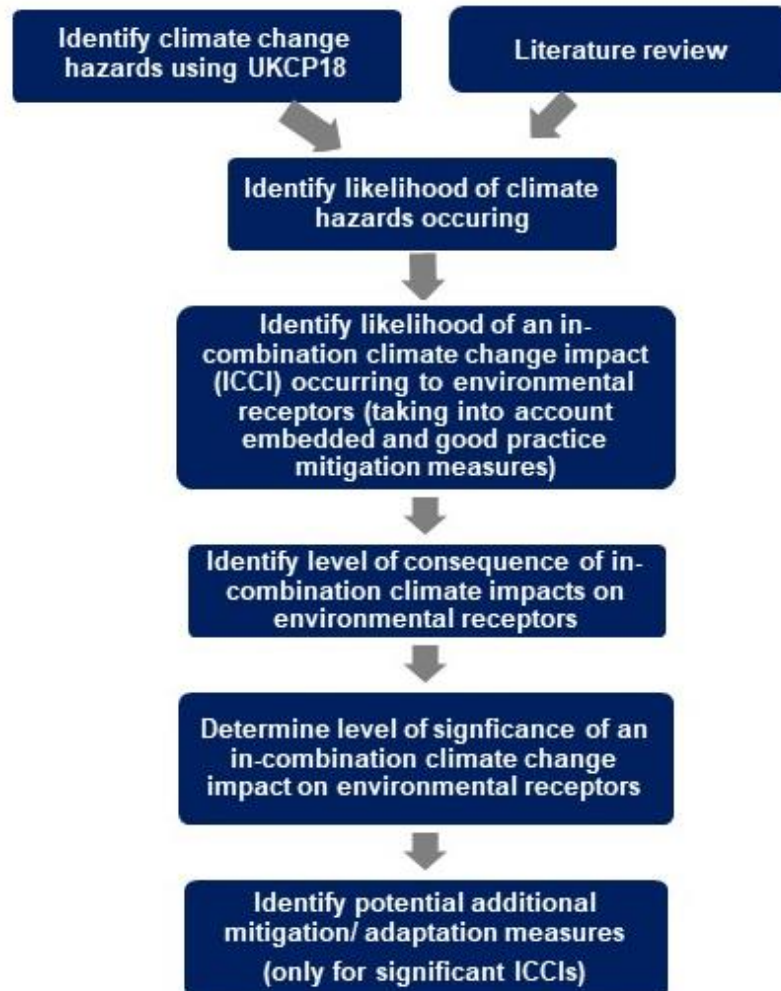 Identify climate change
hazards using UKCP18
Literature review
Identify likelihood of climate
hazards occuring
Identify likelihood of an in-
combination climate change impact
(ICCI) occurring to environmental
receptors (taking into account
embedded and good practice
mitigation measures)
Identify level of consequence of in-
combination climate impacts on
environmental receptors
Determine level of signficance of an
in-combination climate change
impact on environmental receptors
Identify potential additional
mitigation/ adaptation measures
(only for significant ICCIs)